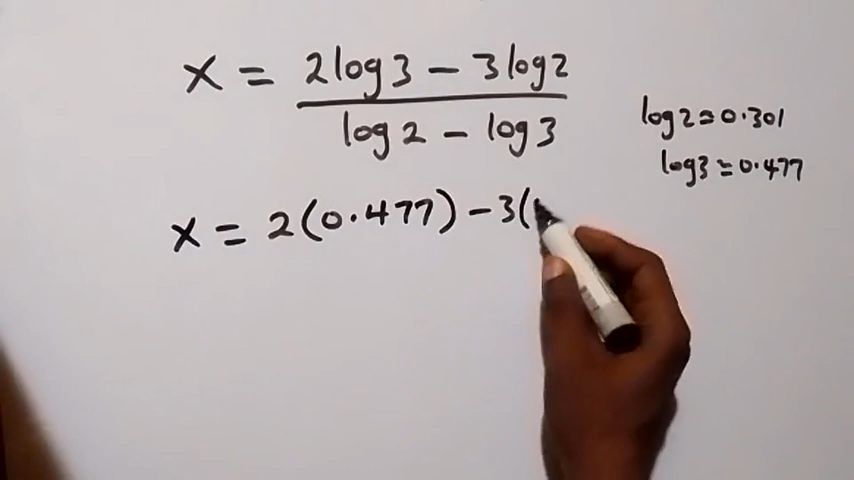 x = (2log3 - 3log2) / (log2 - log3)
log2 = 0.301
log3 = 0.477
x = 2(0.477) - 3(